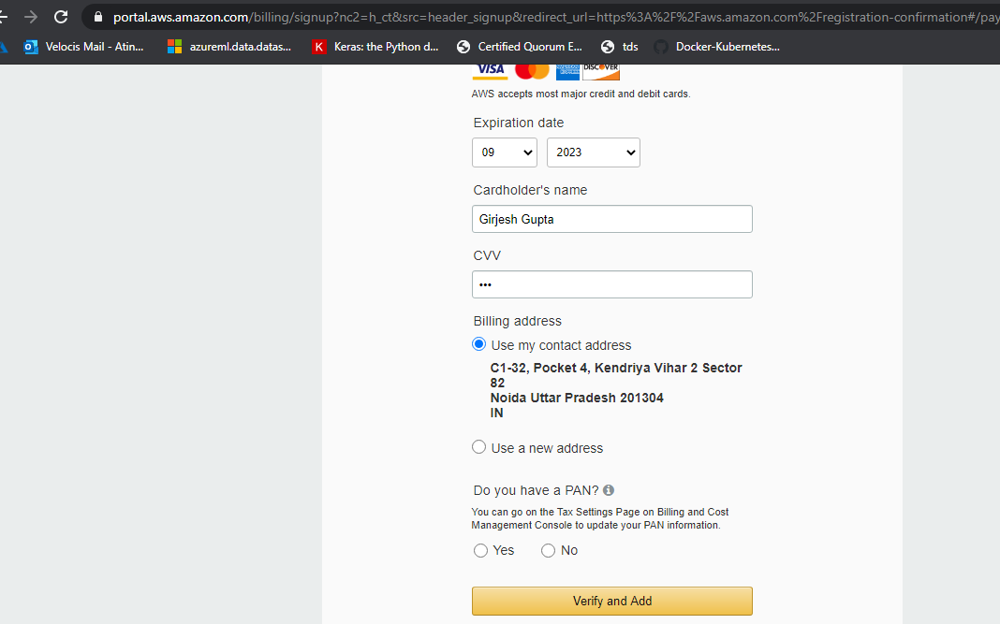 portal.aws.amazon.com/billing/signup?nc2=h_ct&src=header_signup&redirect_url=https%3A%2F%2Faws.amazon.com%2Fregistration-confirmation#/pay
Velocis Mail - Atin... azureml.data.datas... K Keras: the Python d... Certified Quorum E... tds Docker-Kubernetes...
VISA AMERICAN EXPRESS DISCOVER
AWS accepts most major credit and debit cards.
Expiration date
09 2023
Cardholder's name
Girjesh Gupta
CVV
•••
Billing address
Use my contact address
C1-32, Pocket 4, Kendriya Vihar 2 Sector
82
Noida Uttar Pradesh 201304
IN
Use a new address
Do you have a PAN?
You can go on the Tax Settings Page on Billing and Cost
Management Console to update your PAN information.
Yes No
Verify and Add